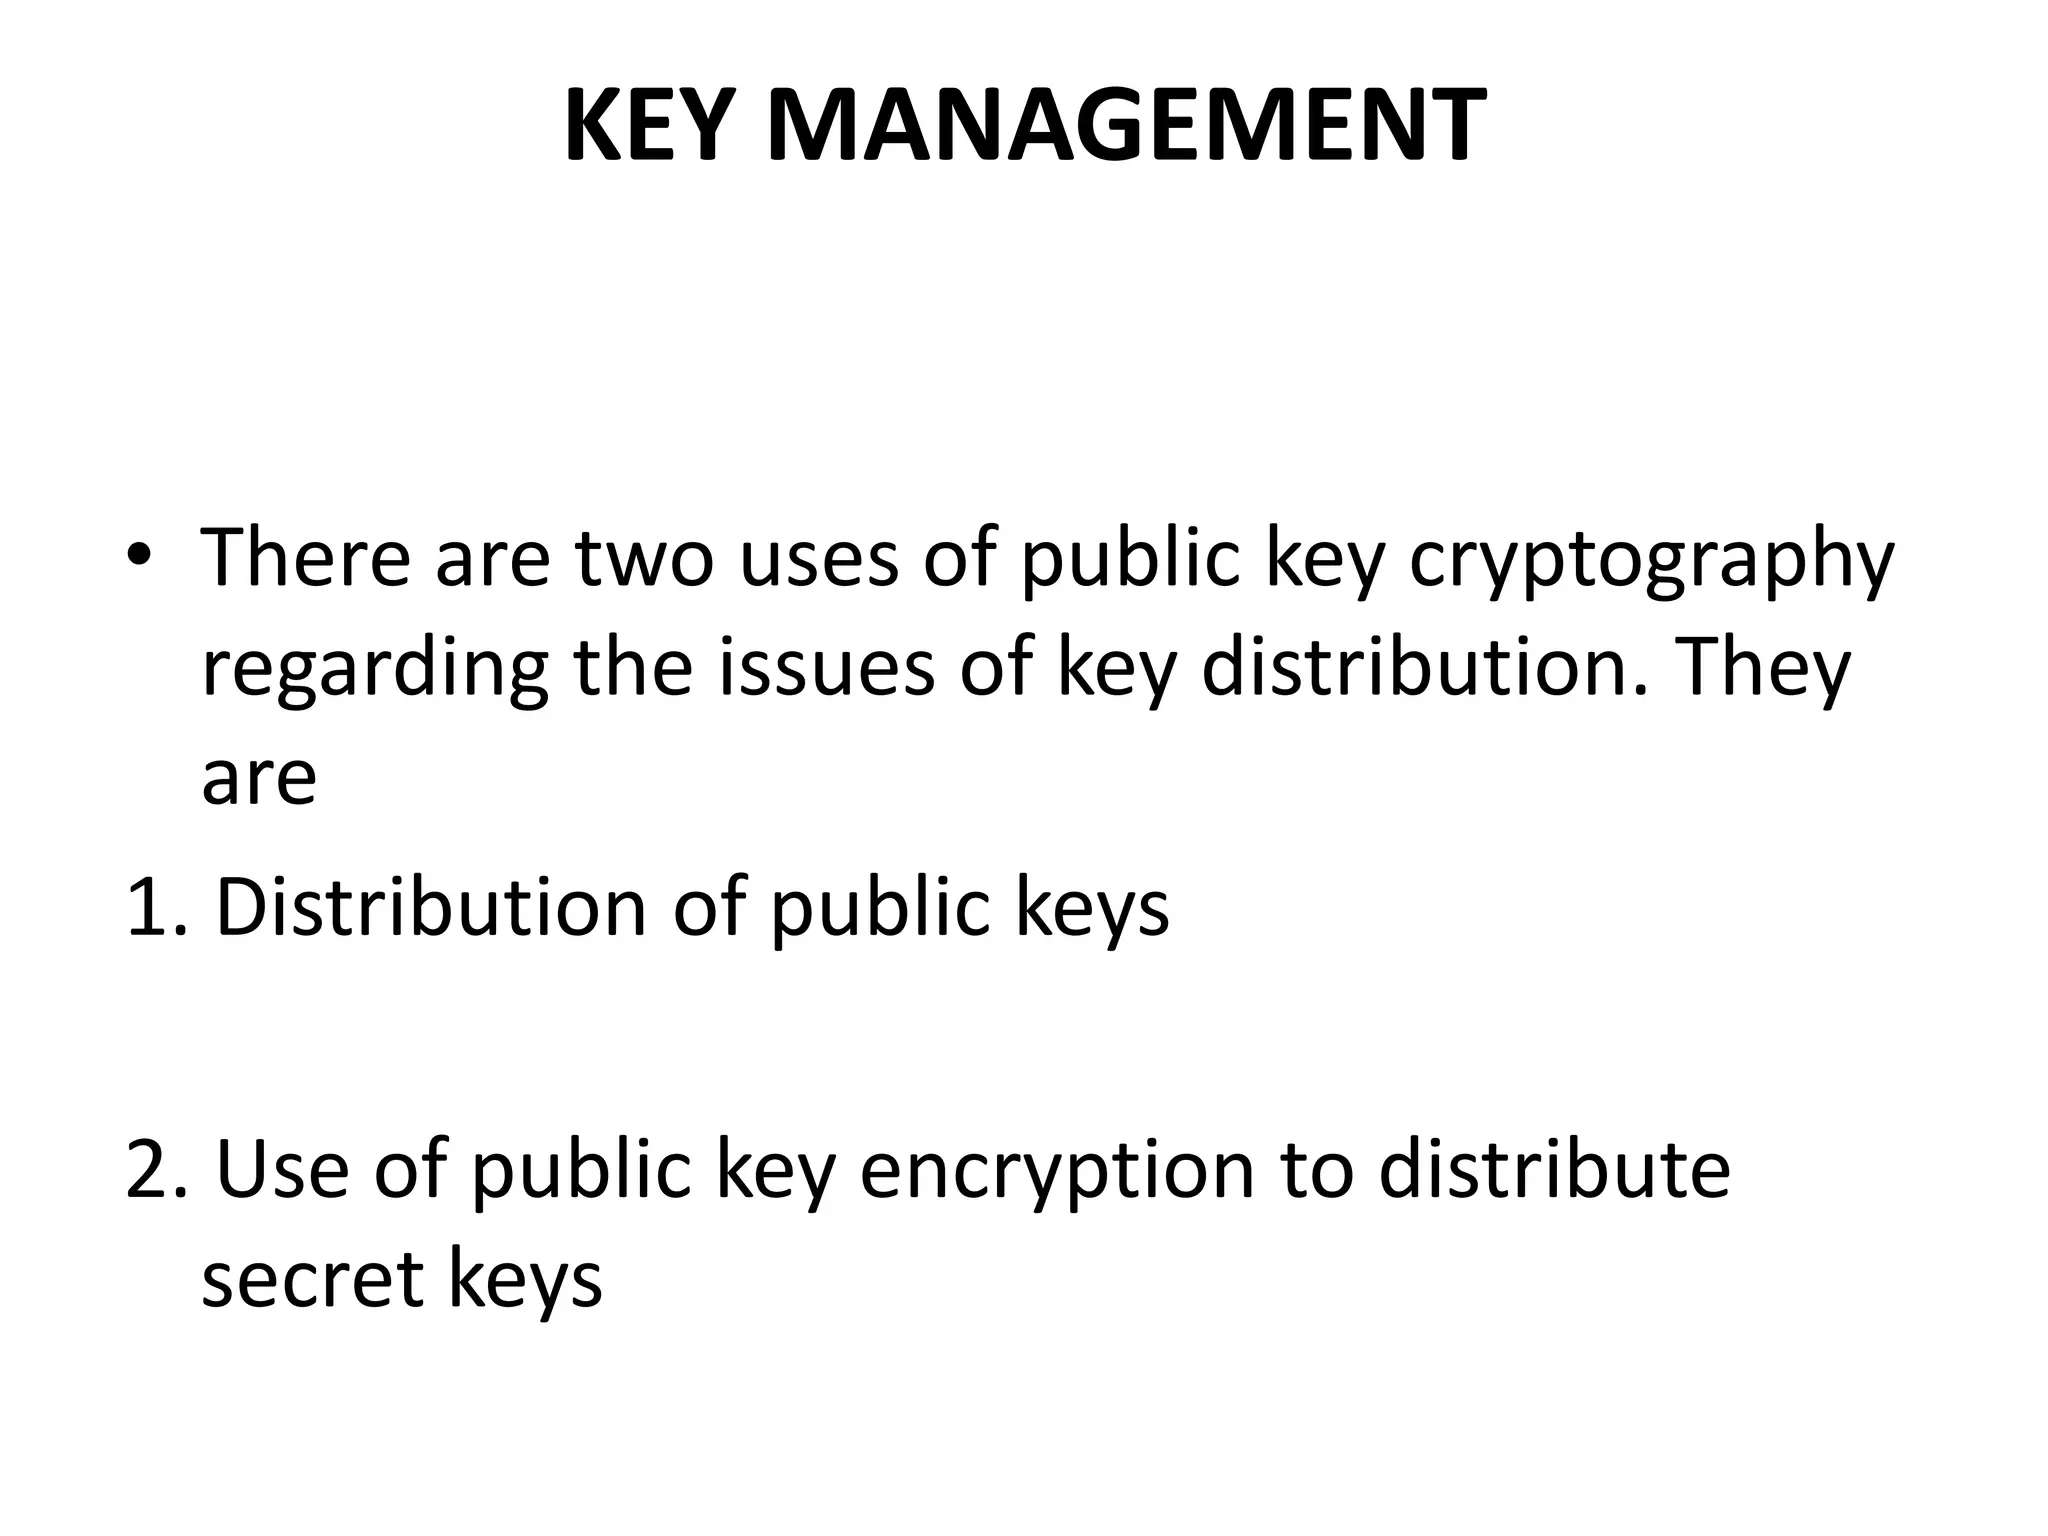 KEY MANAGEMENT
• There are two uses of public key cryptography
regarding the issues of key distribution. They
are
1. Distribution of public keys
2. Use of public key encryption to distribute
secret keys